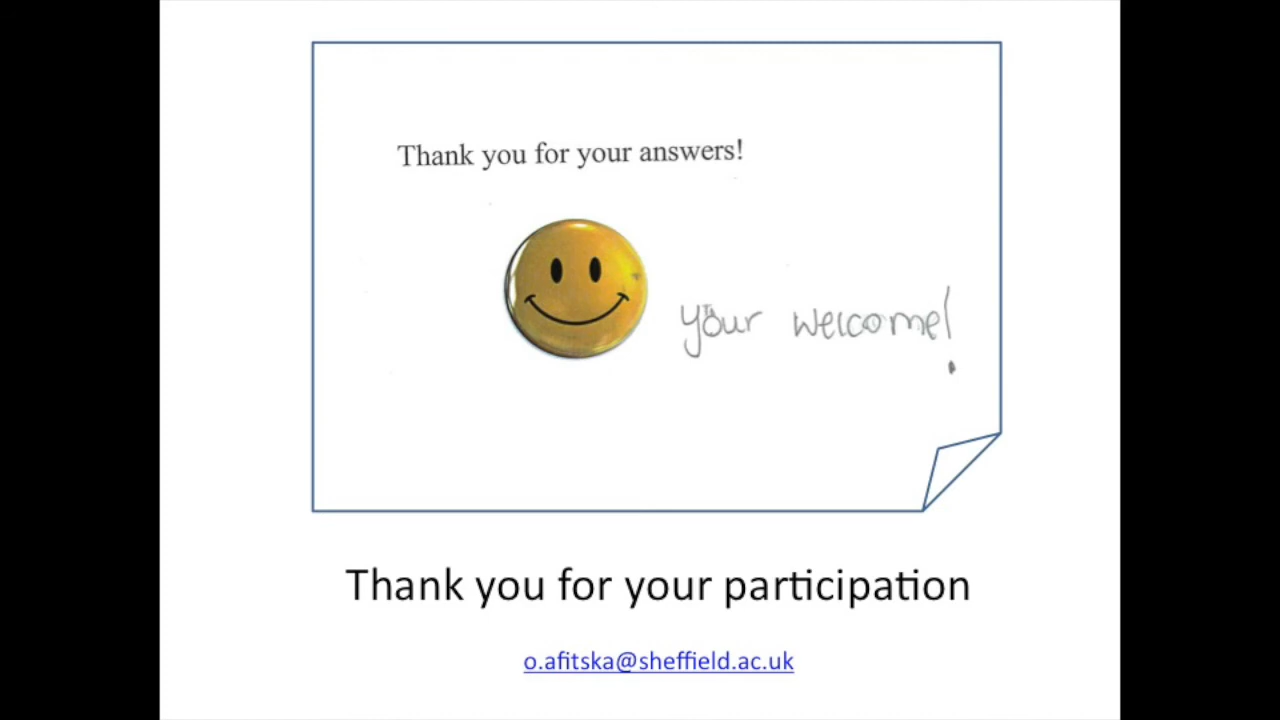 Thank you for your answers!
your welcome!
Thank you for your participation
o.afitska@sheffield.ac.uk